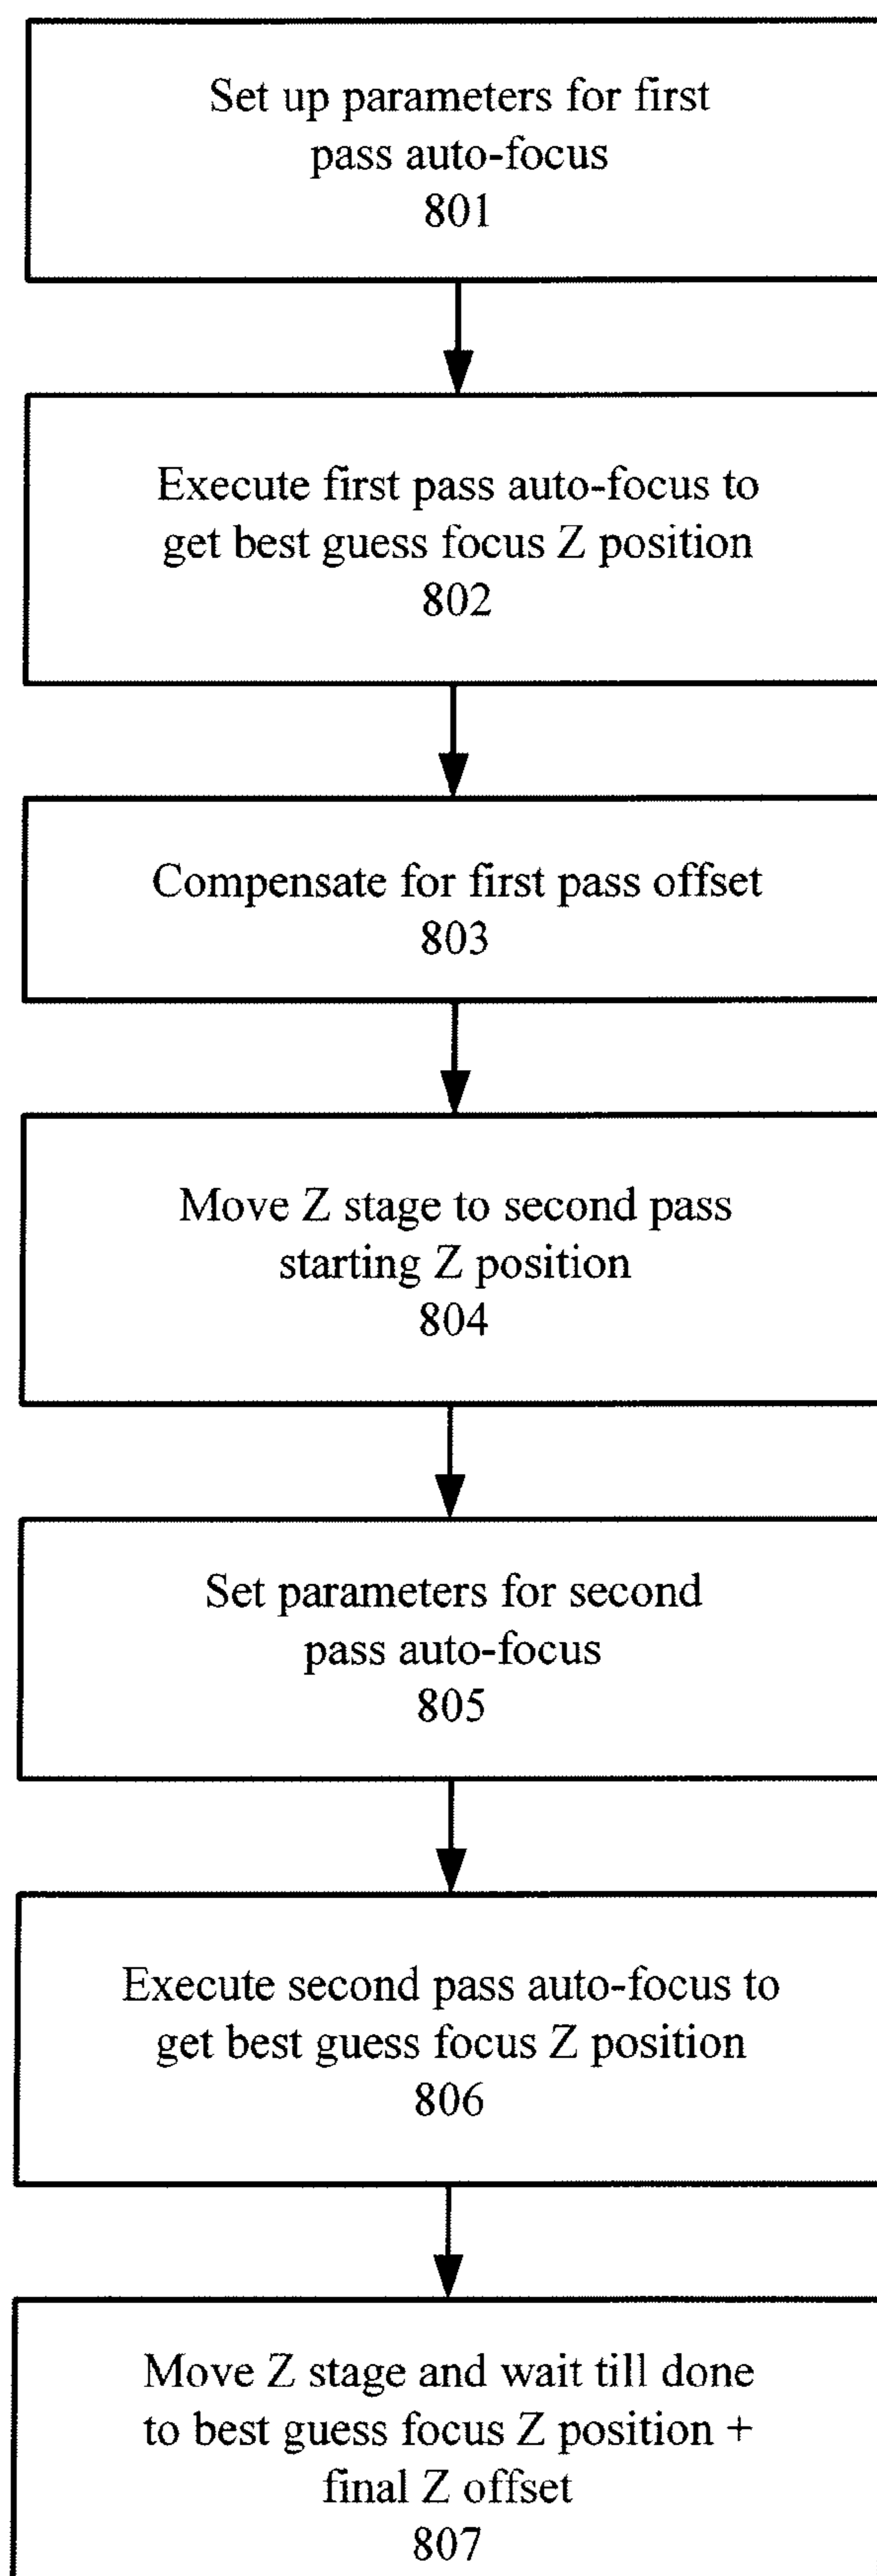 Set up parameters for first
pass auto-focus
801
Execute first pass auto-focus to
get best guess focus Z position
802
Compensate for first pass offset
803
Move Z stage to second pass
starting Z position
804
Set parameters for second
pass auto-focus
805
Execute second pass auto-focus to
get best guess focus Z position
806
Move Z stage and wait till done
to best guess focus Z position +
final Z offset
807